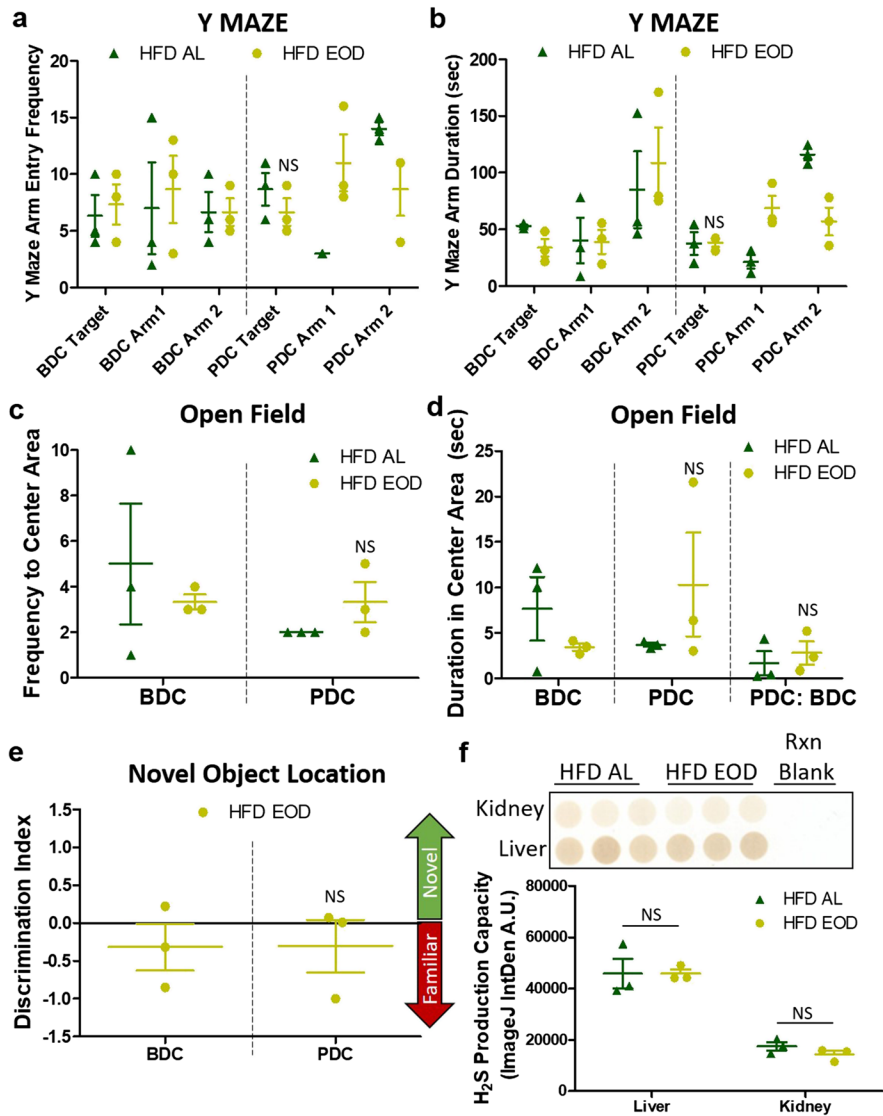 a
Y MAZE
Y Maze Arm Entry Frequency
20
15
10
5
0
HFD AL
HFD EOD
NS
BDC Target
BDC Arm1
BDC Arm 2
PDC Target
PDC Arm 1
PDC Arm 2
b
Y MAZE
Y Maze Arm Duration (sec)
200
150
100
50
0
HFD AL
HFD EOD
NS
BDC Target
BDC Arm1
BDC Arm 2
PDC Target
PDC Arm 1
PDC Arm 2
c
Open Field
Frequency to Center Area
10
8
6
4
2
0
HFD AL
HFD EOD
NS
BDC
PDC
d
Open Field
Duration in Center Area (sec)
25
20
15
10
5
0
HFD AL
HFD EOD
NS
NS
BDC
PDC
PDC: BDC
e
Novel Object Location
Discrimination Index
1.5
1.0
0.5
0.0
-0.5
-1.0
-1.5
HFD EOD
NS
Novel
Familiar
BDC
PDC
f
HFD AL
HFD EOD
Rxn
Blank
Kidney
Liver
H₂S Production Capacity
(ImageJ IntDen A.U.)
80000
60000
40000
20000
0
HFD AL
HFD EOD
NS
NS
Liver
Kidney